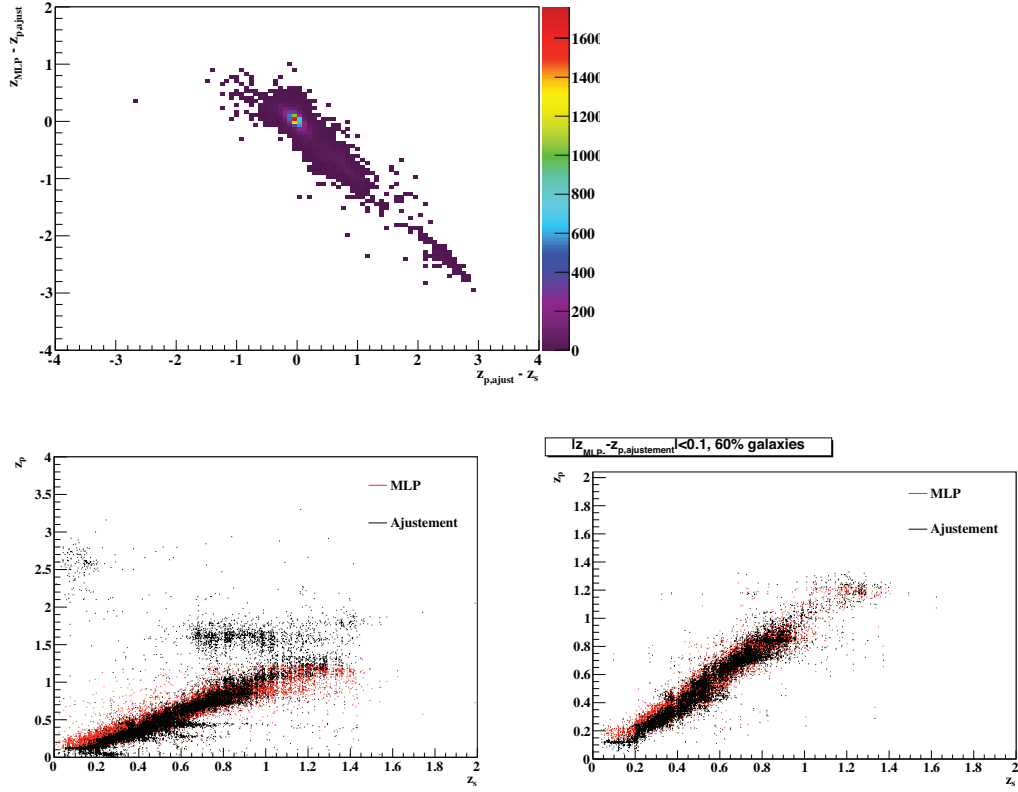 z_MLP - z_p,ajust
2
1
0
-1
-2
-3
-4
-4 -3 -2 -1 0 1 2 3 4
z_p,ajust - z_s
1600
1400
1200
1000
800
600
400
200
0
z_p
4
3.5
3
2.5
2
1.5
1
0.5
0
0 0.2 0.4 0.6 0.8 1 1.2 1.4 1.6 1.8 2
z_s
MLP
Ajustement
|z_MLP- -z_p,ajustement|<0.1, 60% galaxies
z_p
2
1.8
1.6
1.4
1.2
1
0.8
0.6
0.4
0.2
0
0 0.2 0.4 0.6 0.8 1 1.2 1.4 1.6 1.8 2
z_s
MLP
Ajustement